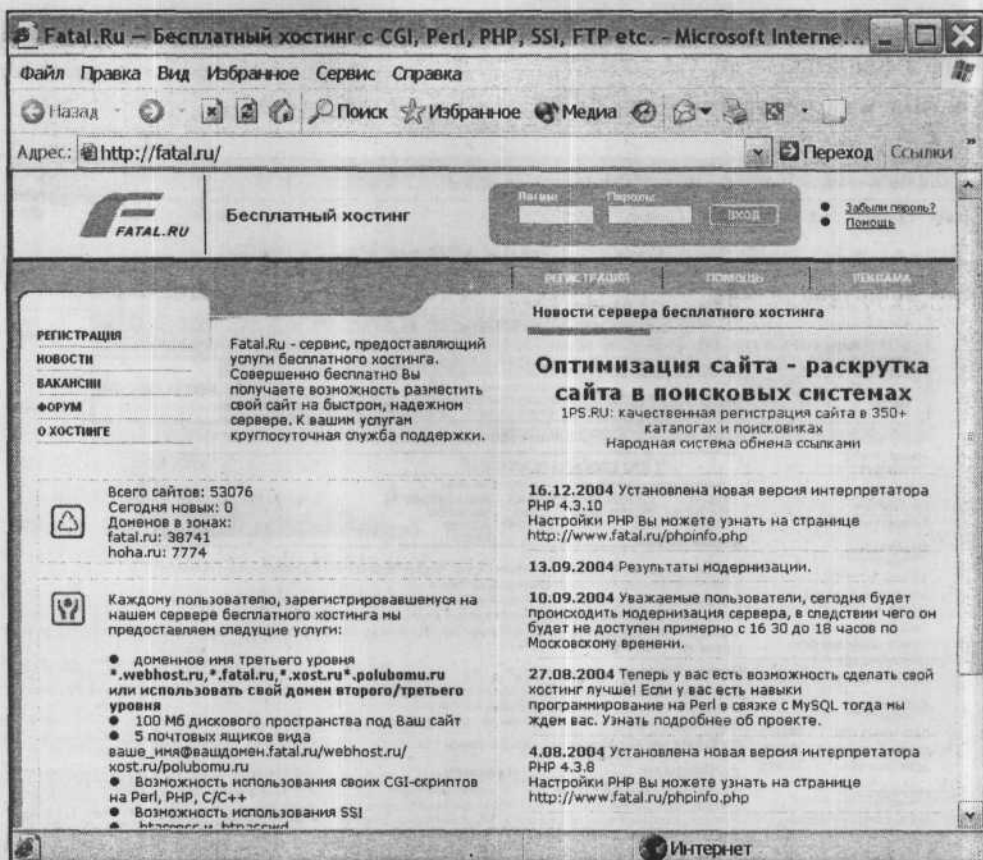 Fatal.Ru — Бесплатный хостинг с CGI, Perl, PHP, SSI, FTP etc. - Microsoft Interne...
Файл Правка Вид Избранное Сервис Справка
Назад Поиск Избранное Медиа
Адрес: http://fatal.ru/ Переход Ссылки »
FATAL.RU
Бесплатный хостинг
Логин: Пароль:
ВХОД
Забыли пароль?
Помощь
РЕГИСТРАЦИЯ ПОМОЩЬ РЕКЛАМА
РЕГИСТРАЦИЯ
НОВОСТИ
ВАКАНСИИ
ФОРУМ
О ХОСТИНГЕ
Fatal.Ru - сервис, предоставляющий
услуги бесплатного хостинга.
Совершенно бесплатно Вы
получаете возможность разместить
свой сайт на быстром, надежном
сервере. К вашим услугам
круглосуточная служба поддержки.
Всего сайтов: 53076
Сегодня новых: 0
Доменов в зонах:
fatal.ru: 38741
hoha.ru: 7774
Каждому пользователю, зарегистрировавшемуся на
нашем сервере бесплатного хостинга мы
предоставляем следущие услуги:
● доменное имя третьего уровня
*.webhost.ru,*.fatal.ru,*.xost.ru*.polubomu.ru
или использовать свой домен второго/третьего
уровня
● 100 Мб дискового пространства под Ваш сайт
● 5 почтовых ящиков вида
ваше_имя@вашдомен.fatal.ru/webhost.ru/
xost.ru/polubomu.ru
● Возможность использования своих CGI-скриптов
на Perl, PHP, C/C++
● Возможность использования SSI
● .htaccess и .htpasswd
Новости сервера бесплатного хостинга
Оптимизация сайта - раскрутка
сайта в поисковых системах
1PS.RU: качественная регистрация сайта в 350+
каталогах и поисковиках
Народная система обмена ссылками
16.12.2004 Установлена новая версия интерпретатора
PHP 4.3.10
Настройки PHP Вы можете узнать на странице
http://www.fatal.ru/phpinfo.php
13.09.2004 Результаты модернизации.
10.09.2004 Уважаемые пользователи, сегодня будет
происходить модернизация сервера, в следствии чего он
будет не доступен примерно с 16 30 до 18 часов по
Московскому времени.
27.08.2004 Теперь у вас есть возможность сделать свой
хостинг лучше! Если у вас есть навыки
программирование на Perl в связке с MySQL тогда мы
ждем вас. Узнать подробнее об проекте.
4.08.2004 Установлена новая версия интерпретатора
PHP 4.3.8
Настройки PHP Вы можете узнать на странице
http://www.fatal.ru/phpinfo.php
Интернет